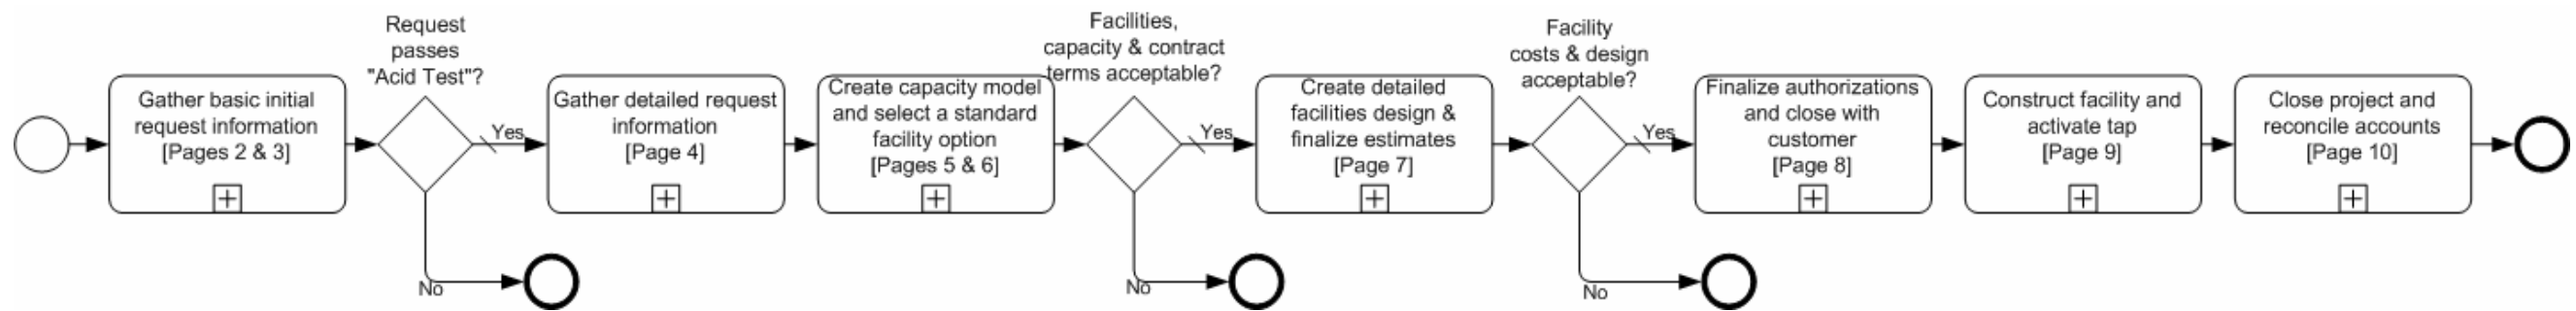 Request
passes
"Acid Test"?
Facilities,
capacity & contract
terms acceptable?
Facility
costs & design
acceptable?
Gather basic initial
request information
[Pages 2 & 3]
Yes
Gather detailed request
information
[Page 4]
Create capacity model
and select a standard
facility option
[Pages 5 & 6]
Yes
Create detailed
facilities design &
finalize estimates
[Page 7]
Yes
Finalize authorizations
and close with
customer
[Page 8]
Construct facility and
activate tap
[Page 9]
Close project and
reconcile accounts
[Page 10]
No
No
No